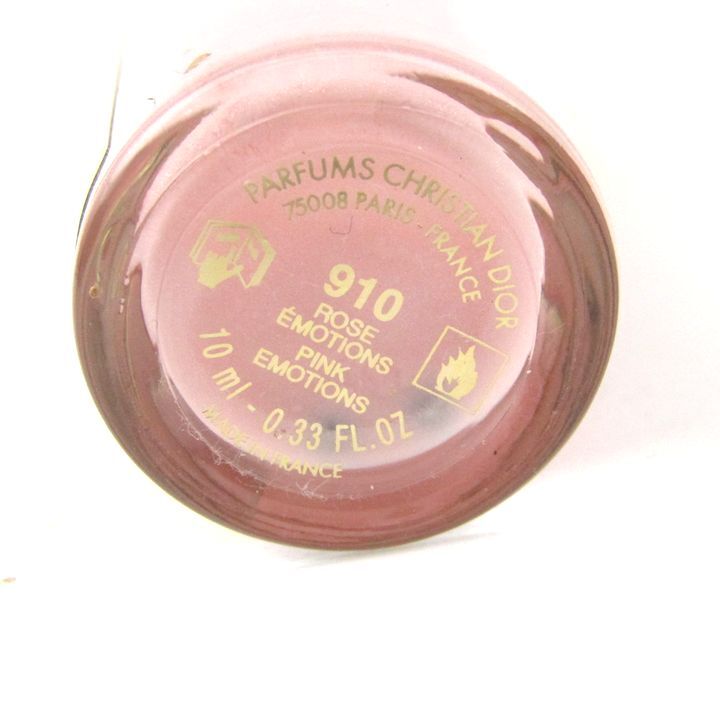 PARFUMS CHRISTIAN DIOR
75008 PARIS - FRANCE
910
ROSE
ÉMOTIONS
PINK
EMOTIONS
10 ml - 0.33 FL.OZ
MADE IN FRANCE